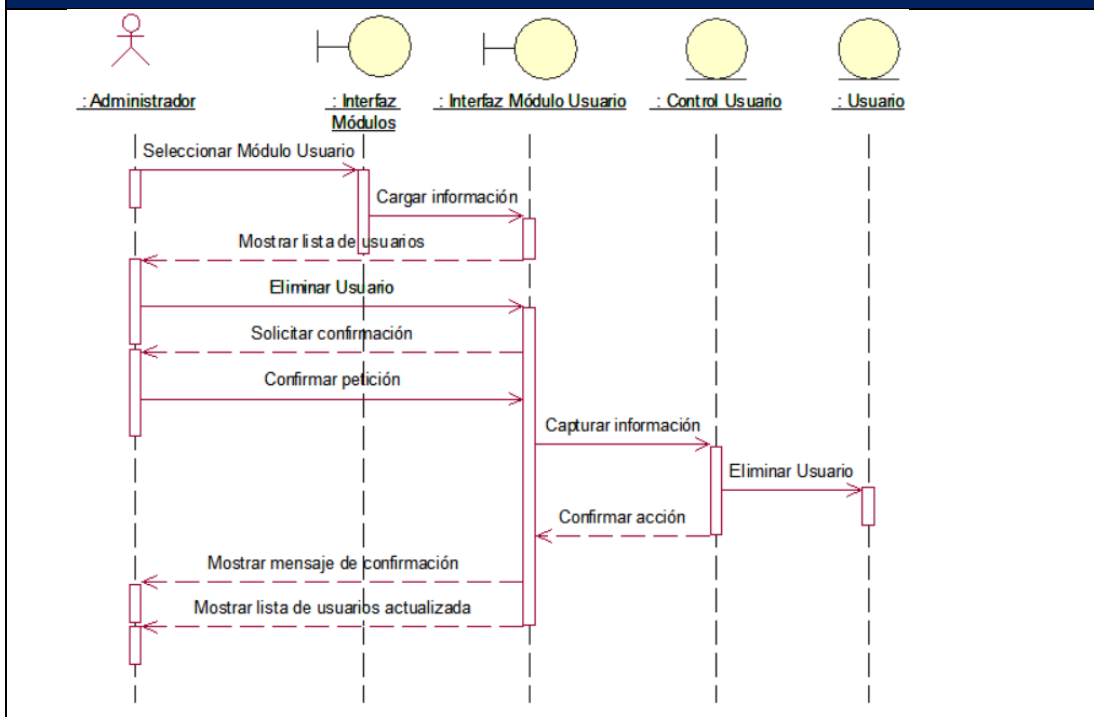 : Administrador
: Interfaz
Módulos
: Interfaz Módulo Usuario
: Control Usuario
: Usuario
Seleccionar Módulo Usuario
Cargar información
Mostrar lista de usuarios
Eliminar Usuario
Solicitar confirmación
Confirmar petición
Capturar información
Eliminar Usuario
Confirmar acción
Mostrar mensaje de confirmación
Mostrar lista de usuarios actualizada